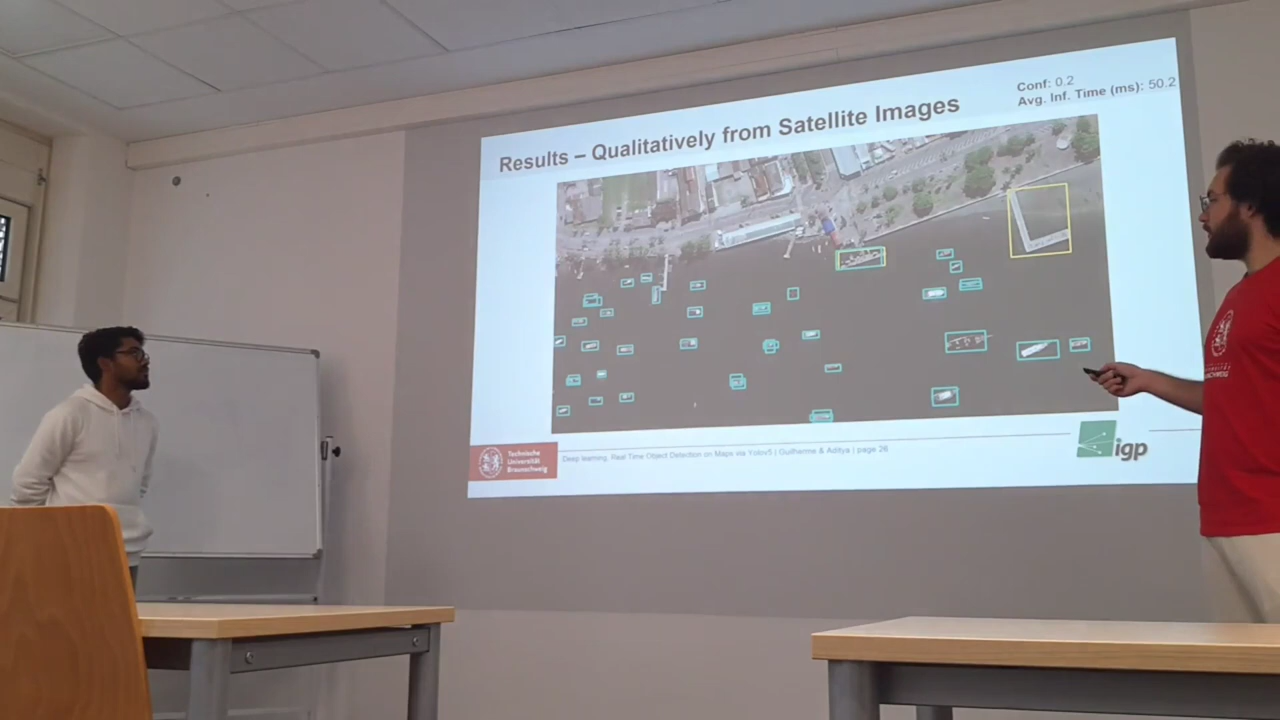 Conf: 0.2
Avg. Inf. Time (ms): 50.2
Results – Qualitatively from Satellite Images
Technische
Universität
Braunschweig
Deep learning, Real Time Object Detection on Maps via Yolov5 | Guilherme & Aditya | page 26
igp